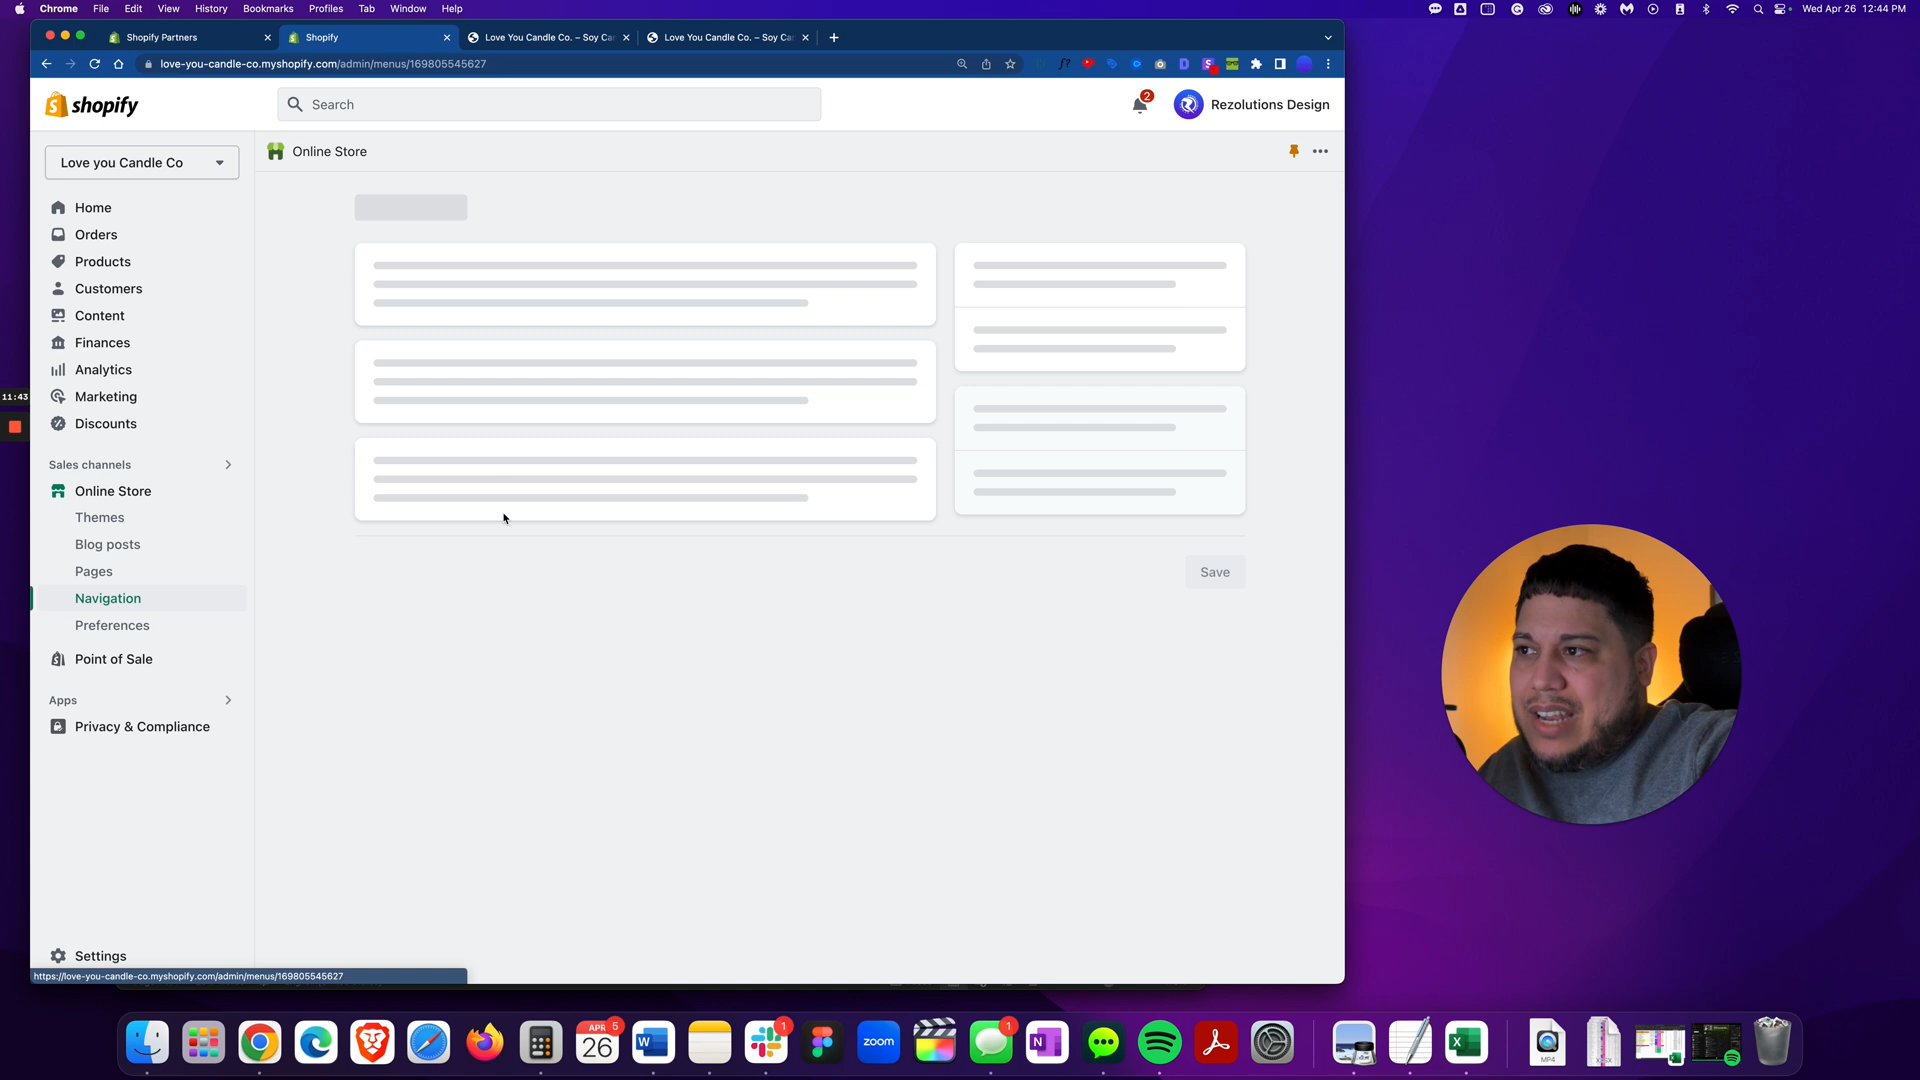 Chrome File Edit View History Bookmarks Profiles Tab Window Help
Wed Apr 26 12:44 PM
Shopify Partners
Shopify
Love You Candle Co. – Soy Ca
Love You Candle Co. – Soy Ca
love-you-candle-co.myshopify.com/admin/menus/169805545627
shopify
Search
2
Rezolutions Design
Love you Candle Co
Online Store
Home
Orders
Products
Customers
Content
Finances
Analytics
11:43
Marketing
Discounts
Sales channels
Online Store
Themes
Blog posts
Pages
Save
Navigation
Preferences
Point of Sale
Apps
Privacy & Compliance
Settings
https://love-you-candle-co.myshopify.com/admin/menus/169805545627
APR 5
26
1
zoom
1
MP4
XLSX